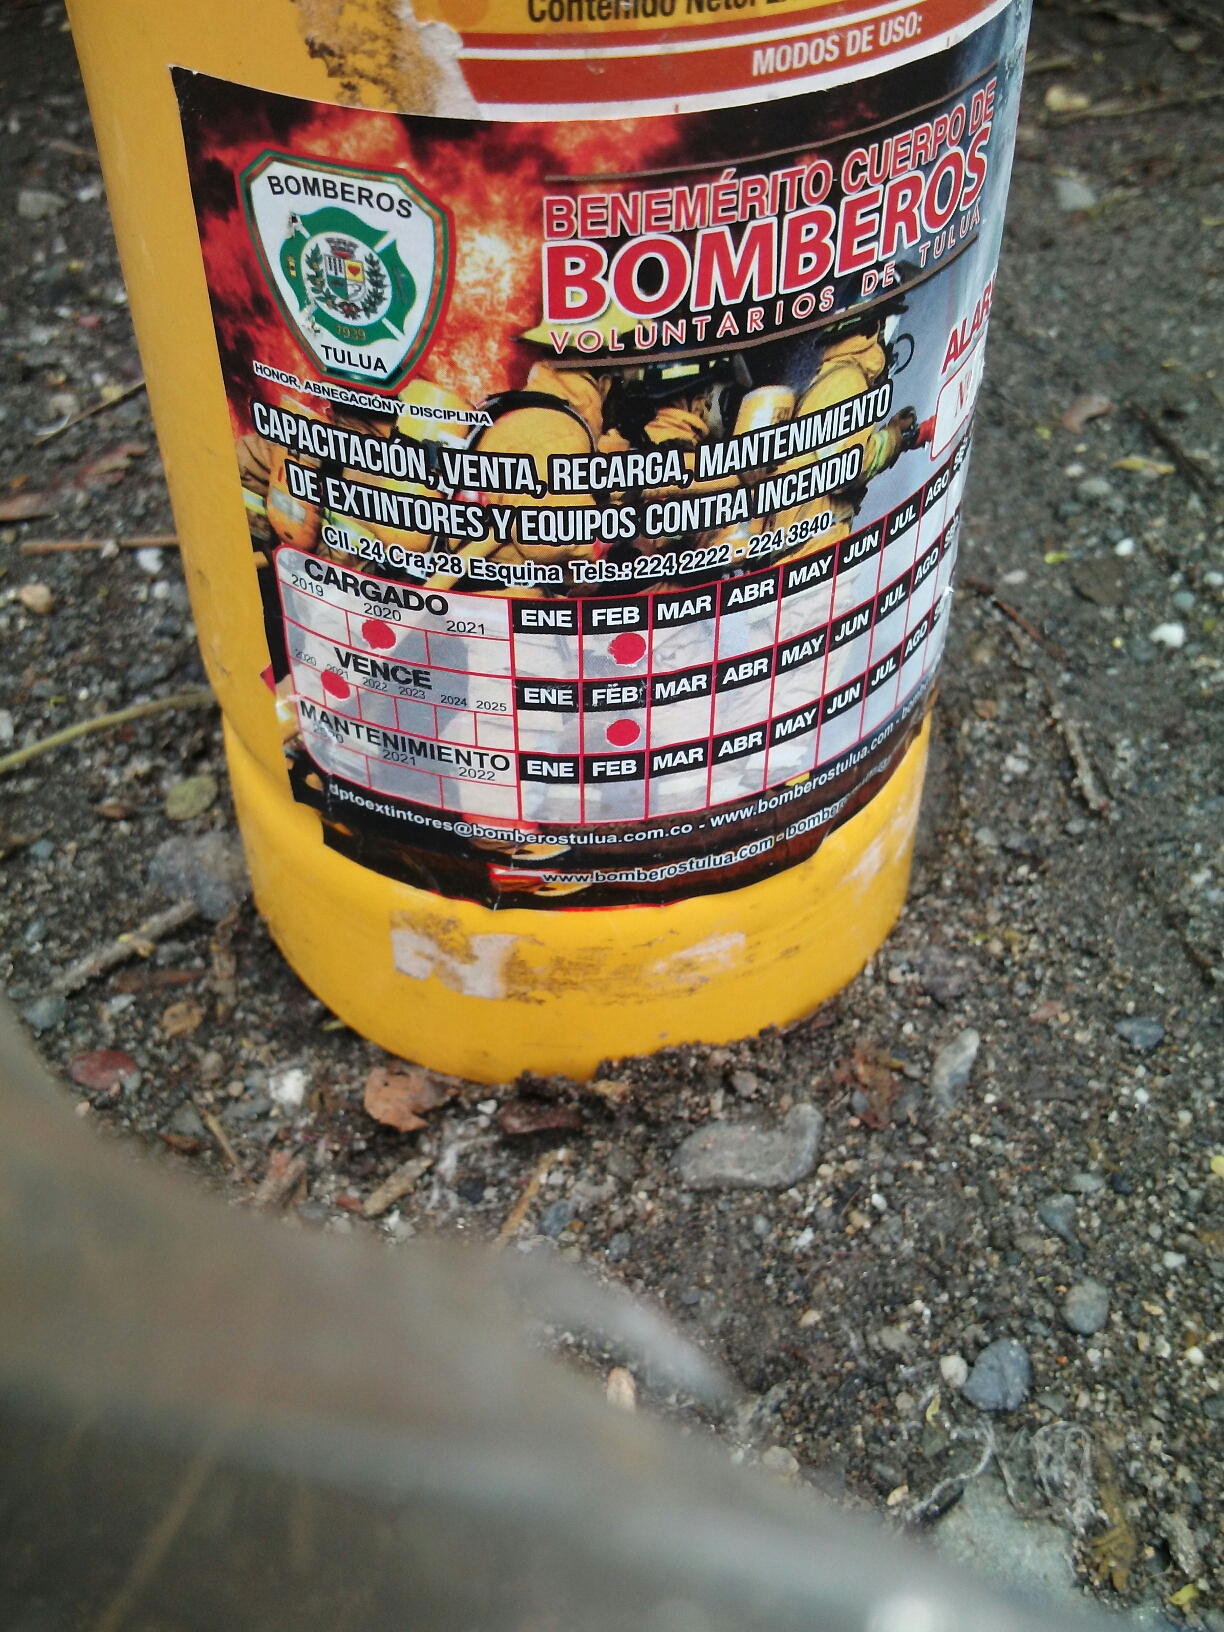 Contenido Neto:
MODOS DE USO:
BOMBEROS
1939
TULUA
HONOR, ABNEGACIÓN Y DISCIPLINA
BENEMÉRITO CUERPO DE
BOMBEROS
VOLUNTARIOS DE TULUA
CAPACITACIÓN, VENTA, RECARGA, MANTENIMIENTO
DE EXTINTORES Y EQUIPOS CONTRA INCENDIO
Cll. 24 Cra. 28 Esquina Tels.: 224 2222 - 224 3840
CARGADO
2019 2020 2021
ENE FEB MAR ABR MAY JUN JUL AGO
VENCE
2020 2021 2022 2023 2024 2025
ENE FEB MAR ABR MAY JUN JUL AGO
MANTENIMIENTO
2020 2021 2022
ENE FEB MAR ABR MAY JUN JUL AGO
dptoextintores@bomberostulua.com.co - www.bomberostulua.com -
www.bomberostulua.com -